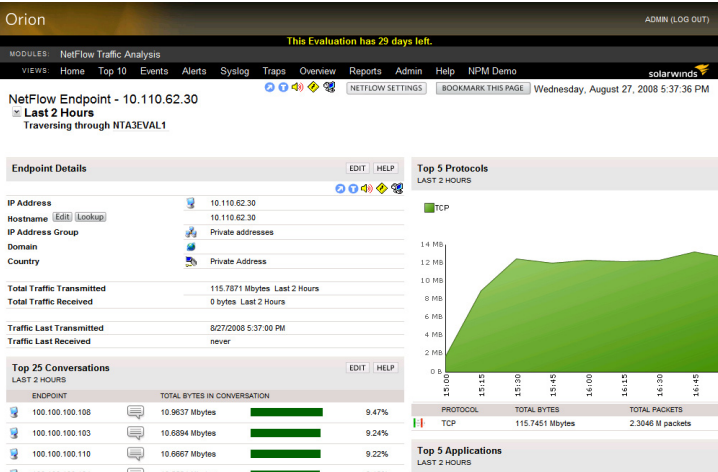 Orion
ADMIN (LOG OUT)
This Evaluation has 29 days left.
MODULES: NetFlow Traffic Analysis
VIEWS: Home Top 10 Events Alerts Syslog Traps Overview Reports Admin Help NPM Demo
solarwinds
NETFLOW SETTINGS BOOKMARK THIS PAGE Wednesday, August 27, 2008 5:37:36 PM
NetFlow Endpoint - 10.110.62.30
Last 2 Hours
Traversing through NTA3EVAL1
Endpoint Details EDIT HELP
IP Address 10.110.62.30
Hostname Edit Lookup 10.110.62.30
IP Address Group Private addresses
Domain
Country Private Address
Total Traffic Transmitted 115.7871 Mbytes Last 2 Hours
Total Traffic Received 0 bytes Last 2 Hours
Traffic Last Transmitted 8/27/2008 5:37:00 PM
Traffic Last Received never
Top 25 Conversations EDIT HELP
LAST 2 HOURS
ENDPOINT TOTAL BYTES IN CONVERSATION
100.100.100.108 10.9637 Mbytes 9.47%
100.100.100.103 10.6894 Mbytes 9.24%
100.100.100.110 10.6667 Mbytes 9.22%
Top 5 Protocols
LAST 2 HOURS
TCP
14 MB
12 MB
10 MB
8 MB
6 MB
4 MB
2 MB
0 B
15:00 15:15 15:30 15:45 16:00 16:15 16:30 16:45
PROTOCOL TOTAL BYTES TOTAL PACKETS
TCP 115.7451 Mbytes 2.3046 M packets
Top 5 Applications
LAST 2 HOURS